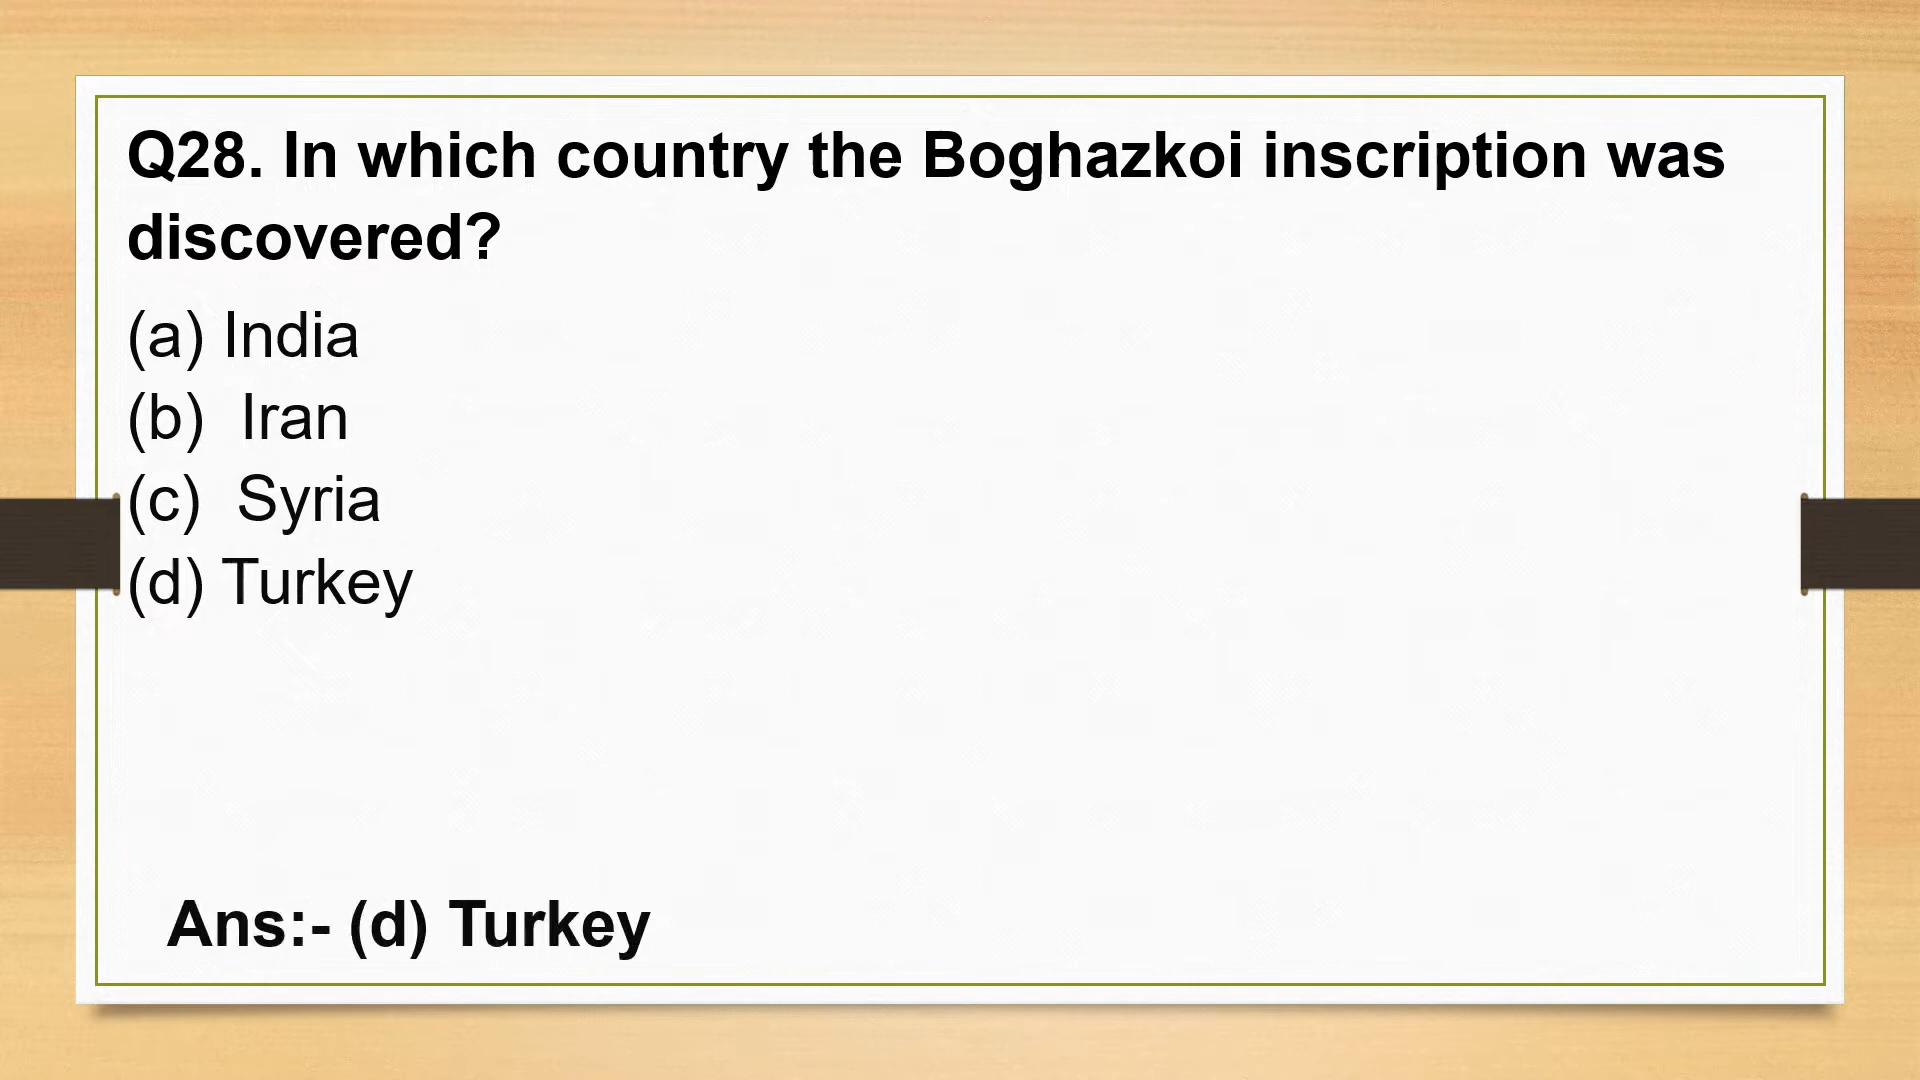 Q28. In which country the Boghazkoi inscription was
discovered?
(a) India
(b) Iran
(c) Syria
(d) Turkey
Ans:- (d) Turkey